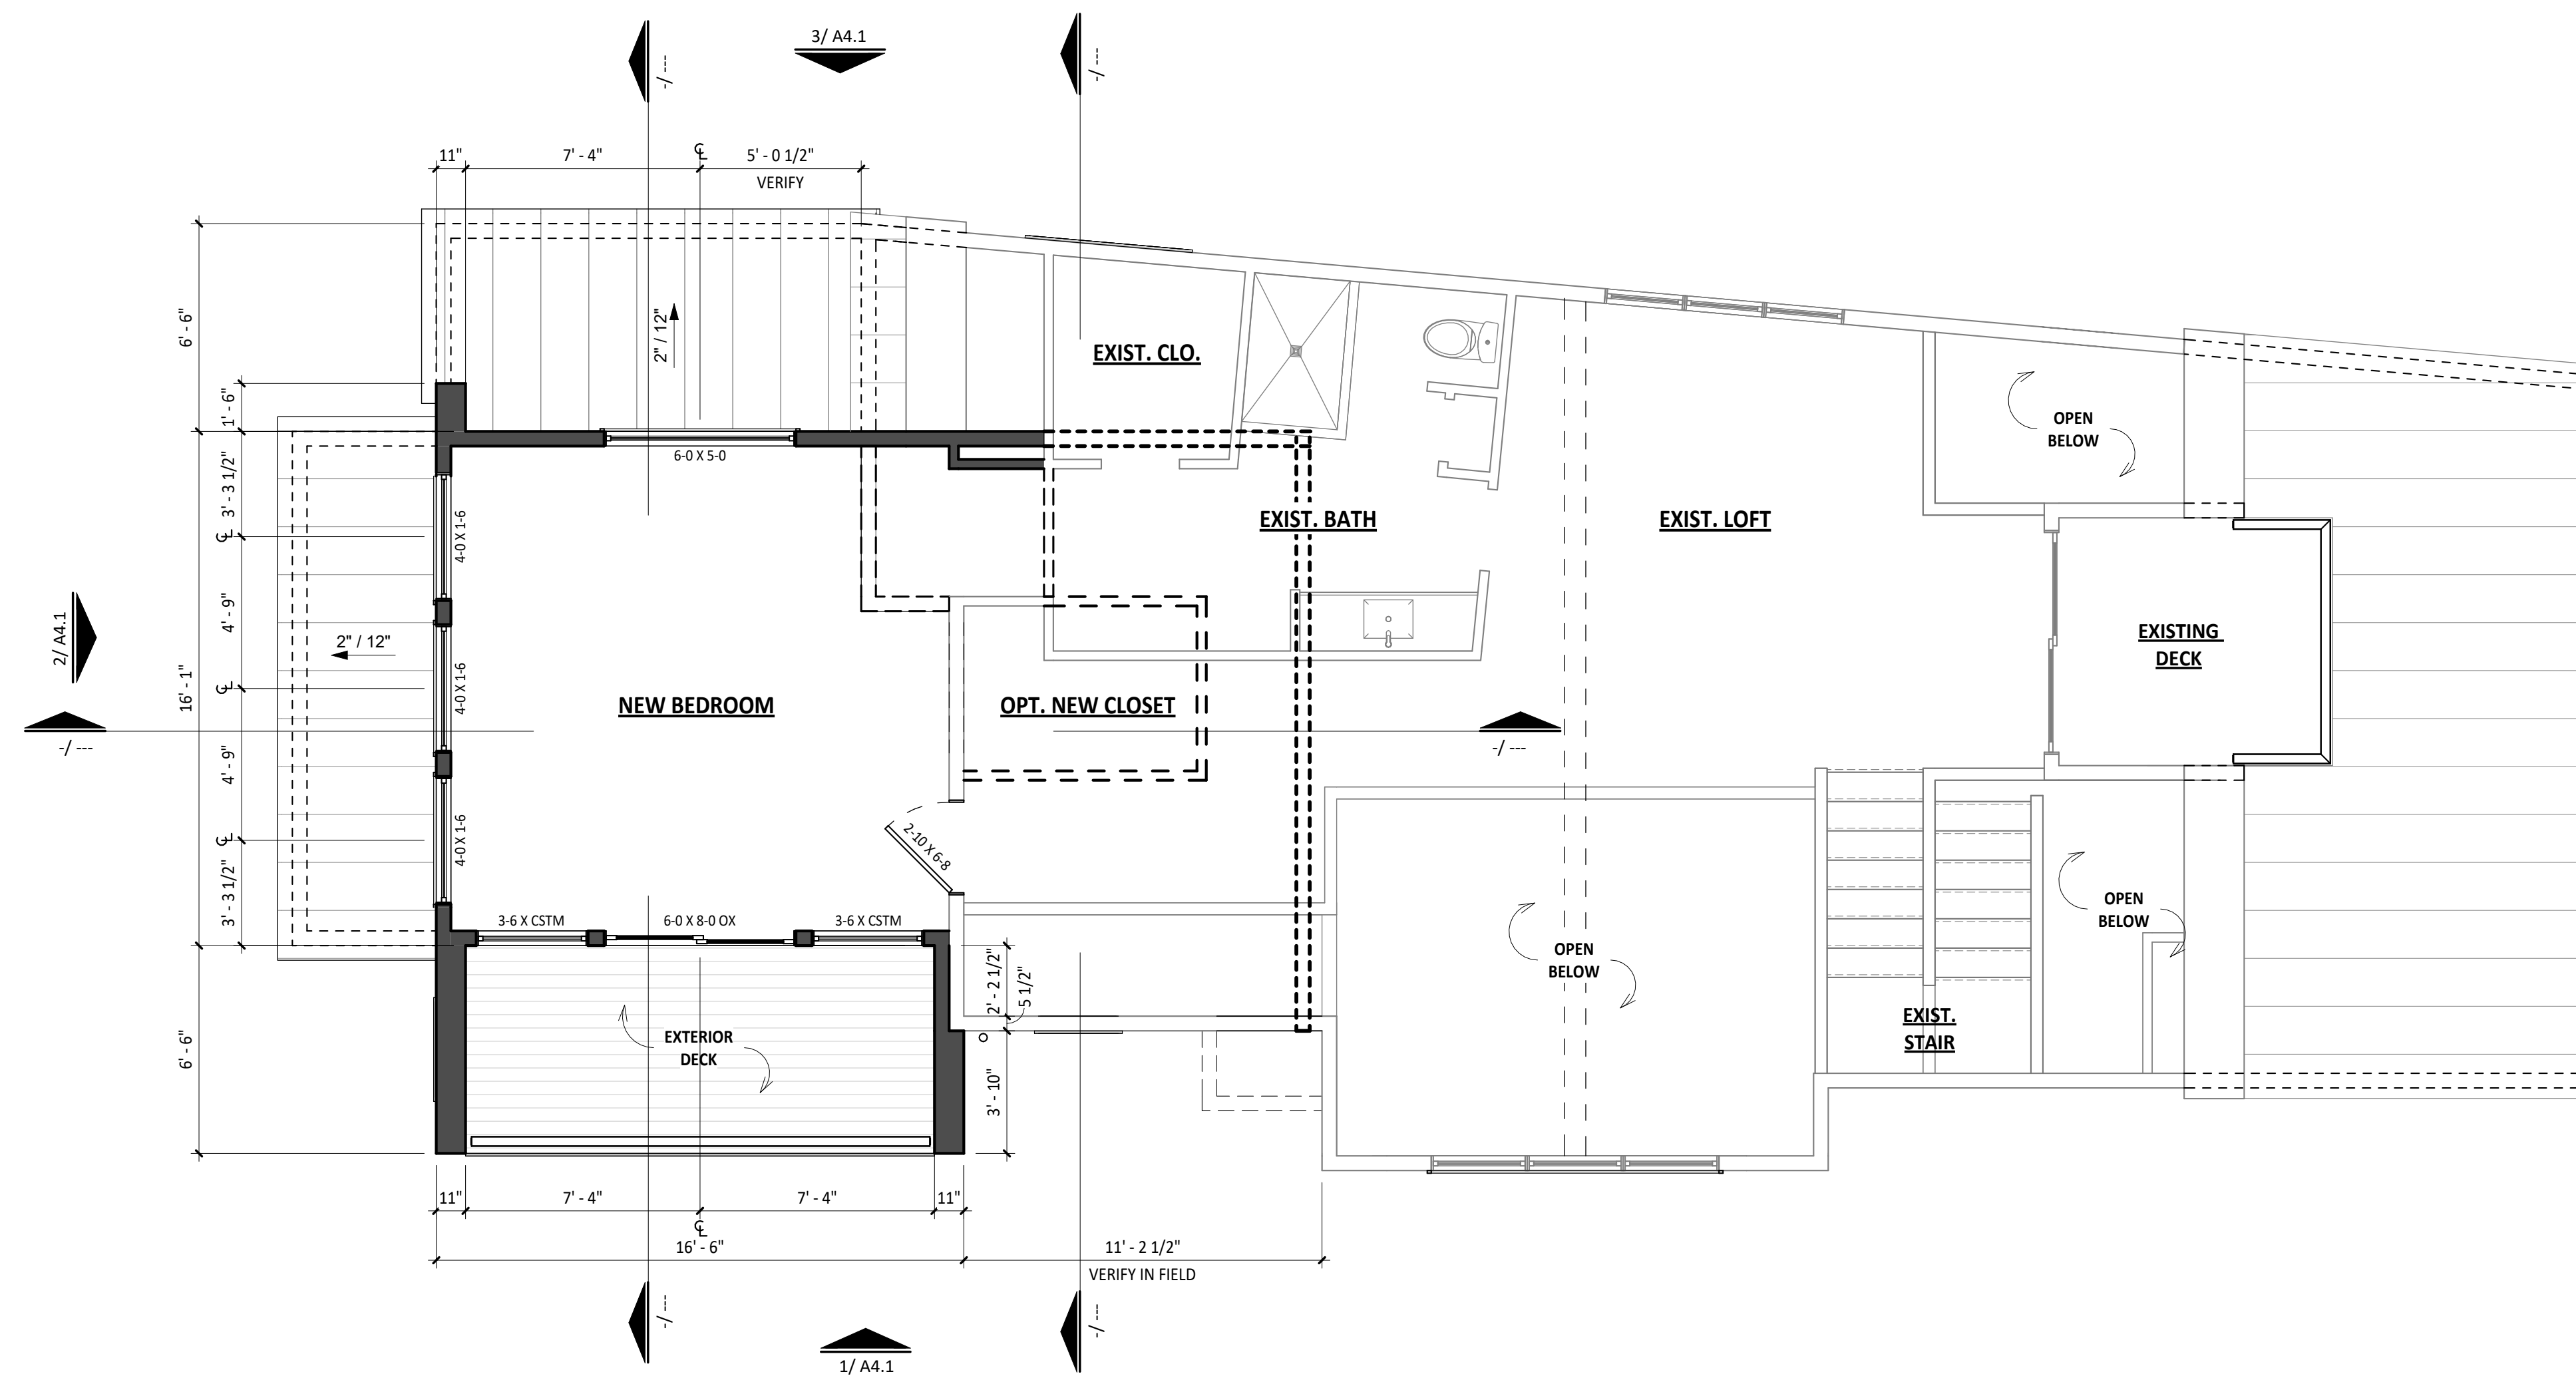 3/ A4.1
-/ ---
-/ ---
11"
7' - 4"
℄
5' - 0 1/2"
VERIFY
6' - 6"
1' - 6"
2" / 12"
EXIST. CLO.
OPEN
BELOW
6-0 X 5-0
3' - 3 1/2"
℄
4-0 X 1-6
EXIST. BATH
EXIST. LOFT
4' - 9"
2/ A4.1
2" / 12"
EXISTING
DECK
16' - 1"
℄
4-0 X 1-6
NEW BEDROOM
OPT. NEW CLOSET
-/ ---
-/ ---
4' - 9"
℄
4-0 X 1-6
2-10 X 6-8
3' - 3 1/2"
3-6 X CSTM
6-0 X 8-0 OX
3-6 X CSTM
OPEN
BELOW
OPEN
BELOW
2' - 2 1/2"
5 1/2"
EXIST.
STAIR
6' - 6"
EXTERIOR
DECK
3' - 10"
11"
7' - 4"
7' - 4"
11"
℄
16' - 6"
11' - 2 1/2"
VERIFY IN FIELD
-/ ---
-/ ---
1/ A4.1